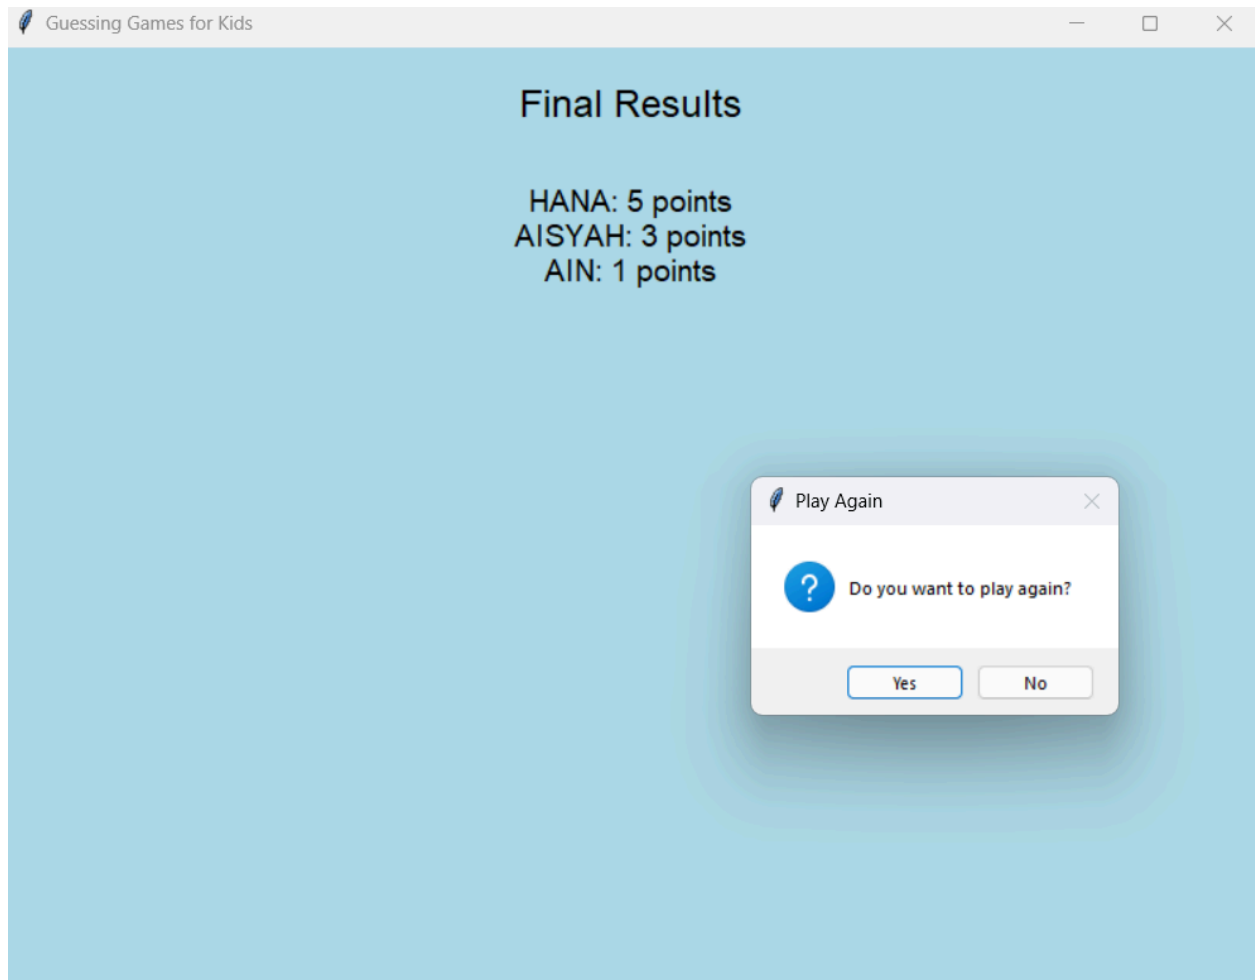 Guessing Games for Kids
Final Results
HANA: 5 points
AISYAH: 3 points
AIN: 1 points
Play Again
?
Do you want to play again?
Yes
No